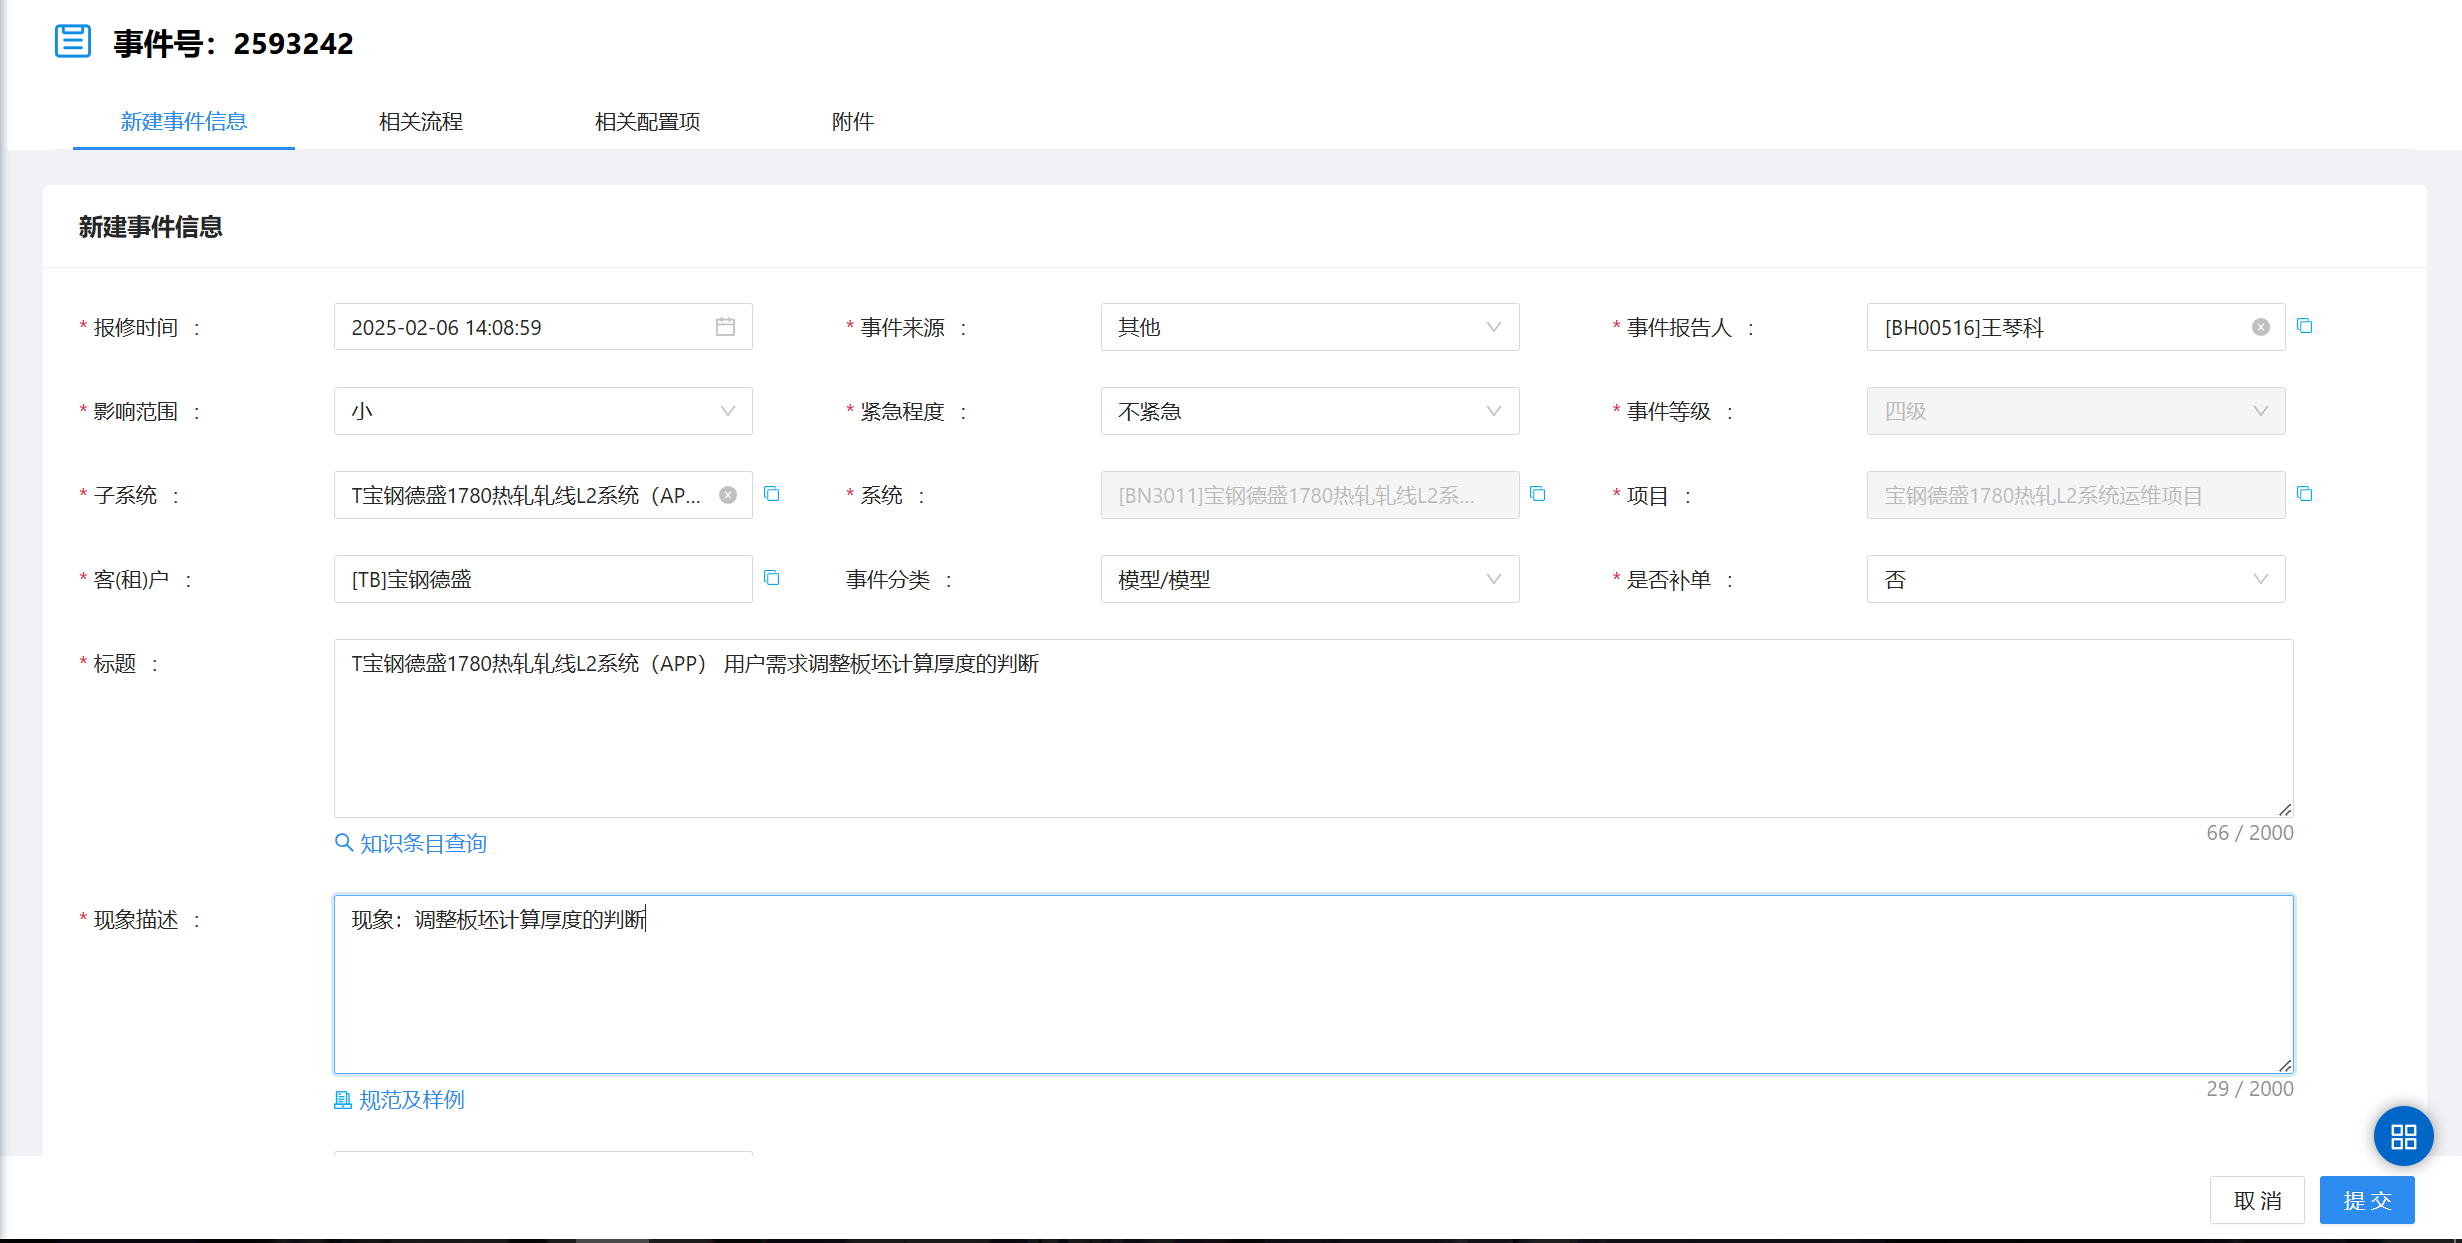 事件号：2593242
新建事件信息 相关流程 相关配置项 附件
新建事件信息
* 报修时间 : 2025-02-06 14:08:59 * 事件来源 : 其他 * 事件报告人 : [BH00516]王琴科
* 影响范围 : 小 * 紧急程度 : 不紧急 * 事件等级 : 四级
* 子系统 : T宝钢德盛1780热轧轧线L2系统（AP... * 系统 : [BN3011]宝钢德盛1780热轧轧线L2系... * 项目 : 宝钢德盛1780热轧L2系统运维项目
* 客(租)户 : [TB]宝钢德盛 事件分类 : 模型/模型 * 是否补单 : 否
* 标题 : T宝钢德盛1780热轧轧线L2系统（APP） 用户需求调整板坯计算厚度的判断
66 / 2000
知识条目查询
* 现象描述 : 现象：调整板坯计算厚度的判断
29 / 2000
规范及样例
取 消 提 交